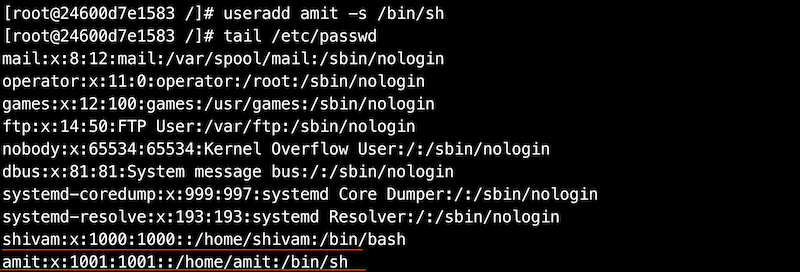 [root@24600d7e1583 /]# useradd amit -s /bin/sh
[root@24600d7e1583 /]# tail /etc/passwd
mail:x:8:12:mail:/var/spool/mail:/sbin/nologin
operator:x:11:0:operator:/root:/sbin/nologin
games:x:12:100:games:/usr/games:/sbin/nologin
ftp:x:14:50:FTP User:/var/ftp:/sbin/nologin
nobody:x:65534:65534:Kernel Overflow User:/:/sbin/nologin
dbus:x:81:81:System message bus:/:/sbin/nologin
systemd-coredump:x:999:997:systemd Core Dumper:/:/sbin/nologin
systemd-resolve:x:193:193:systemd Resolver:/:/sbin/nologin
shivam:x:1000:1000::/home/shivam:/bin/bash
amit:x:1001:1001::/home/amit:/bin/sh